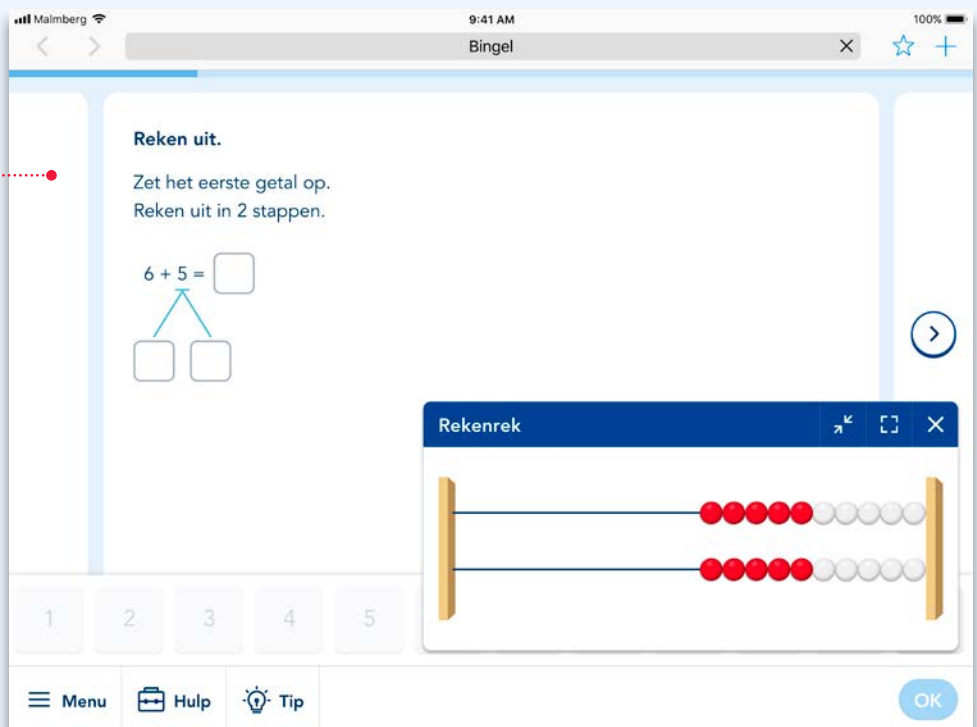 Malmberg 9:41 AM 100%
Bingel
Reken uit.
Zet het eerste getal op.
Reken uit in 2 stappen.
6 + 5 =
Rekenrek
1 2 3 4 5
Menu Hulp Tip OK